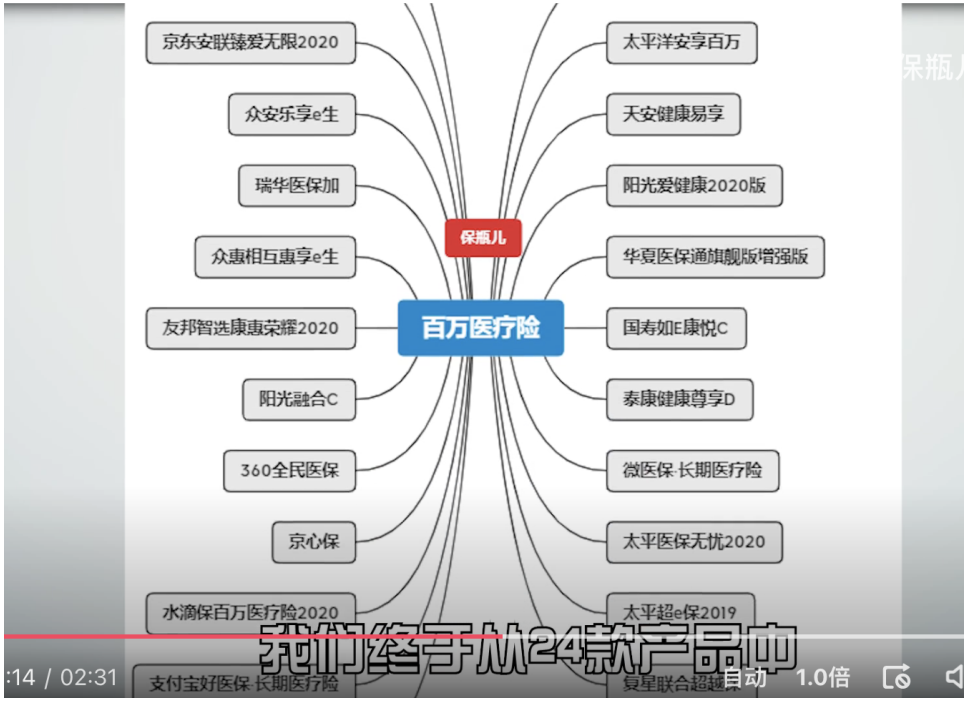 京东安联臻爱无限2020
众安乐享e生
瑞华医保加
众惠相互惠享e生
友邦智选康惠荣耀2020
阳光融合C
360全民医保
京心保
水滴保百万医疗险2020
支付宝好医保·长期医疗险
保瓶儿
百万医疗险
太平洋安享百万
天安健康易享
阳光爱健康2020版
华夏医保通旗舰版增强版
国寿如E康悦C
泰康健康尊享D
微医保·长期医疗险
太平医保无忧2020
太平超e保2019
复星联合超越保
保瓶儿
我们终于从24款产品中
:14 / 02:31
自动
1.0倍